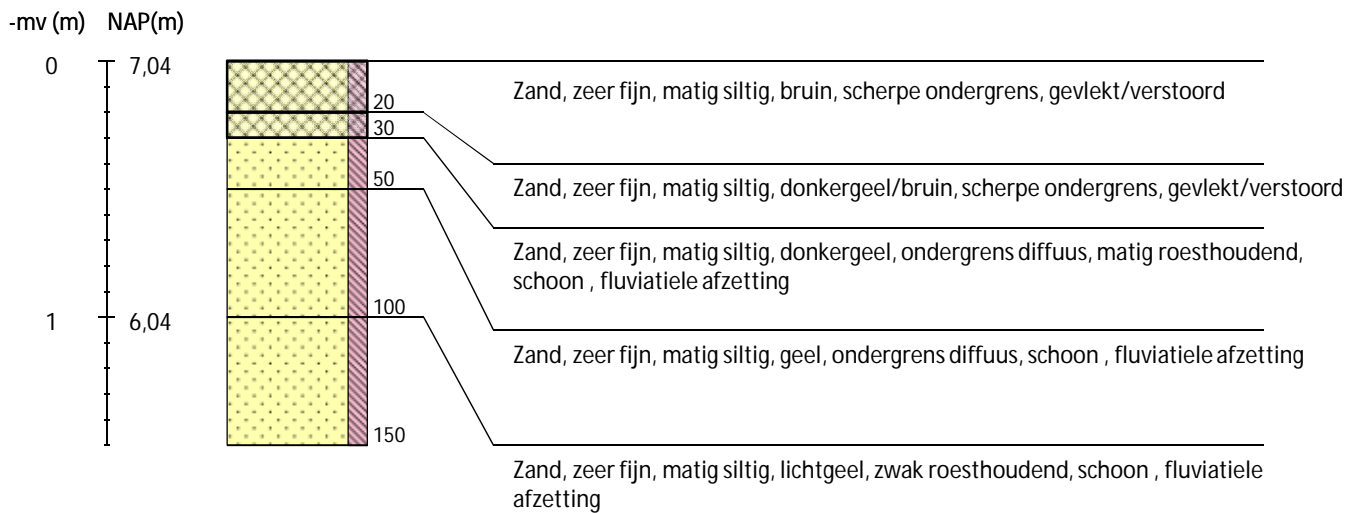 -mv (m) NAP(m)
0 7,04
Zand, zeer fijn, matig siltig, bruin, scherpe ondergrens, gevlekt/verstoord
20
30
Zand, zeer fijn, matig siltig, donkergeel/bruin, scherpe ondergrens, gevlekt/verstoord
50
Zand, zeer fijn, matig siltig, donkergeel, ondergrens diffuus, matig roesthoudend,
schoon , fluviatiele afzetting
100
1 6,04
Zand, zeer fijn, matig siltig, geel, ondergrens diffuus, schoon , fluviatiele afzetting
150
Zand, zeer fijn, matig siltig, lichtgeel, zwak roesthoudend, schoon , fluviatiele
afzetting